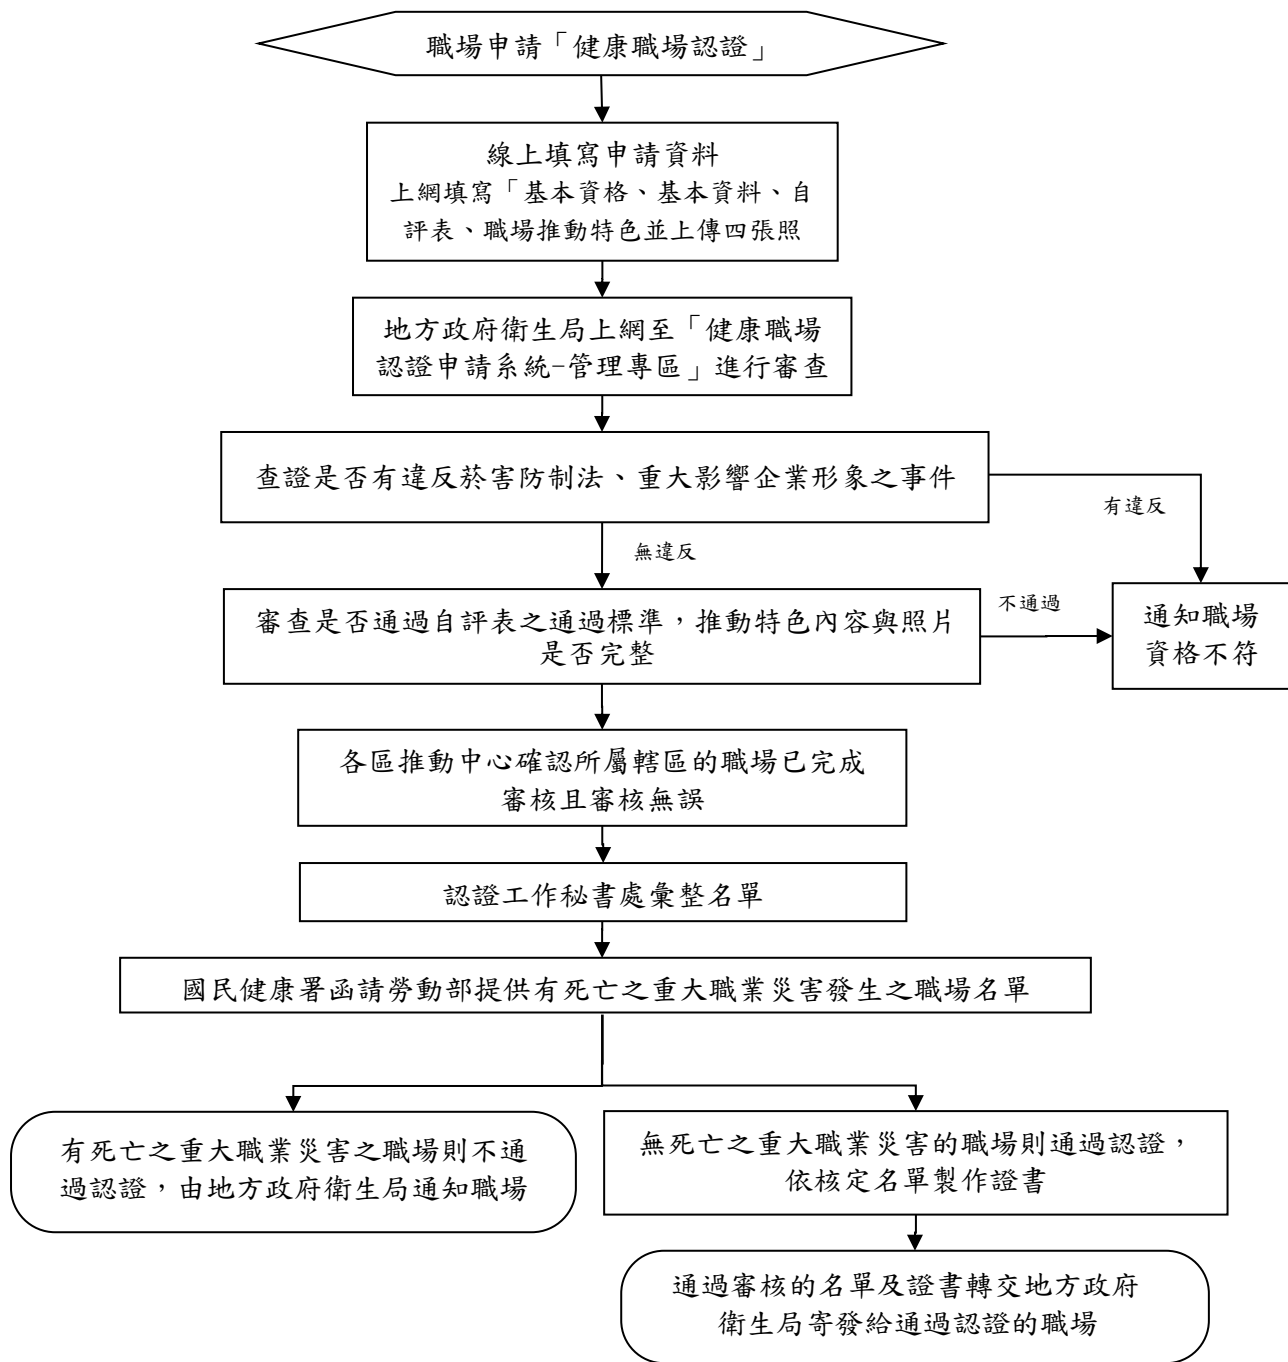 職場申請「健康職場認證」
線上填寫申請資料
上網填寫「基本資格、基本資料、自
評表、職場推動特色並上傳四張照
地方政府衛生局上網至「健康職場
認證申請系統-管理專區」進行審查
查證是否有違反菸害防制法、重大影響企業形象之事件
有違反
無違反
審查是否通過自評表之通過標準，推動特色內容與照片
是否完整
不通過
通知職場
資格不符
各區推動中心確認所屬轄區的職場已完成
審核且審核無誤
認證工作秘書處彙整名單
國民健康署函請勞動部提供有死亡之重大職業災害發生之職場名單
有死亡之重大職業災害之職場則不通
過認證，由地方政府衛生局通知職場
無死亡之重大職業災害的職場則通過認證，
依核定名單製作證書
通過審核的名單及證書轉交地方政府
衛生局寄發給通過認證的職場